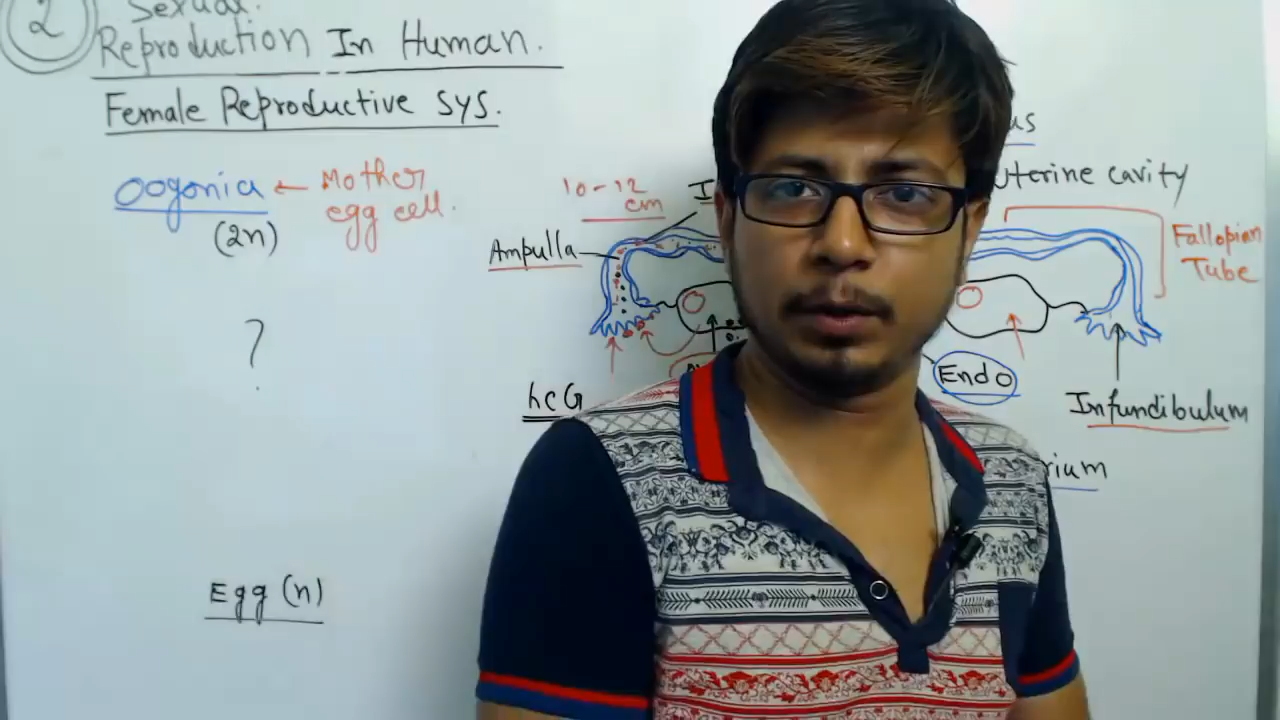 2
Sexual.
Reproduction In Human.
Female Reproductive SYS.
Oogonia ← Mother
egg cell.
(2n)
?
Egg (n)
10-12
cm
Ampulla
hcG
uterine cavity
Fallopian
Tube
Endo
Infundibulum